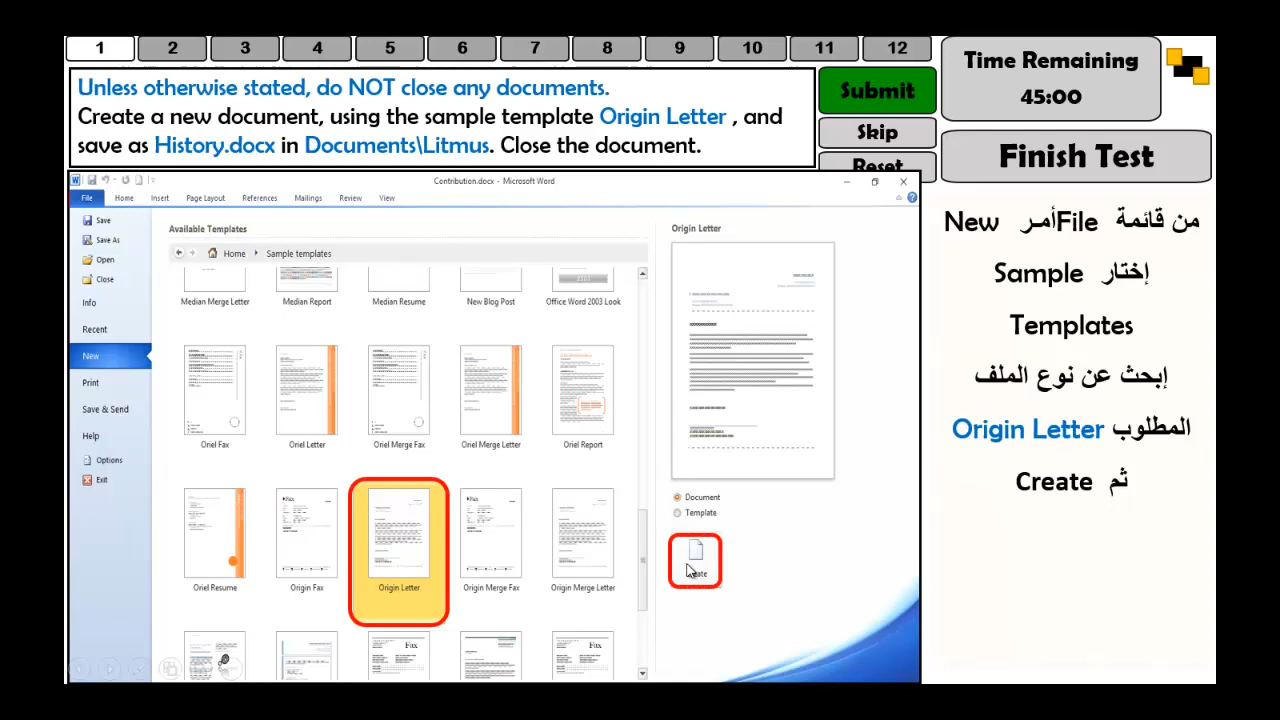 1 2 3 4 5 6 7 8 9 10 11 12
Unless otherwise stated, do NOT close any documents.
Create a new document, using the sample template Origin Letter , and
save as History.docx in Documents\Litmus. Close the document.
Submit
Skip
Reset
Time Remaining
45:00
Finish Test
Contribution.docx - Microsoft Word
File Home Insert Page Layout References Mailings Review View
Save
Save As
Open
Close
Info
Recent
New
Print
Save & Send
Help
Options
Exit
Available Templates
Home Sample templates
Median Merge Letter Median Report Median Resume New Blog Post Office Word 2003 Look
Oriel Fax Oriel Letter Oriel Merge Fax Oriel Merge Letter Oriel Report
Oriel Resume Origin Fax Origin Letter Origin Merge Fax Origin Merge Letter
Origin Letter
Document
Template
من قائمة File أمر New
إختار Sample
Templates
إبحث عن نوع الملف
المطلوب Origin Letter
ثم Create